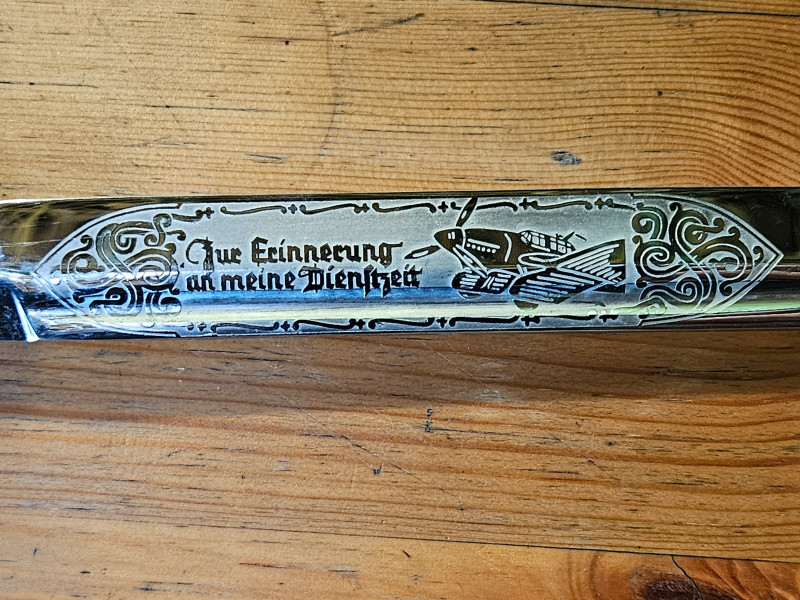 Zur Erinnerung
an meine Dienstzeit